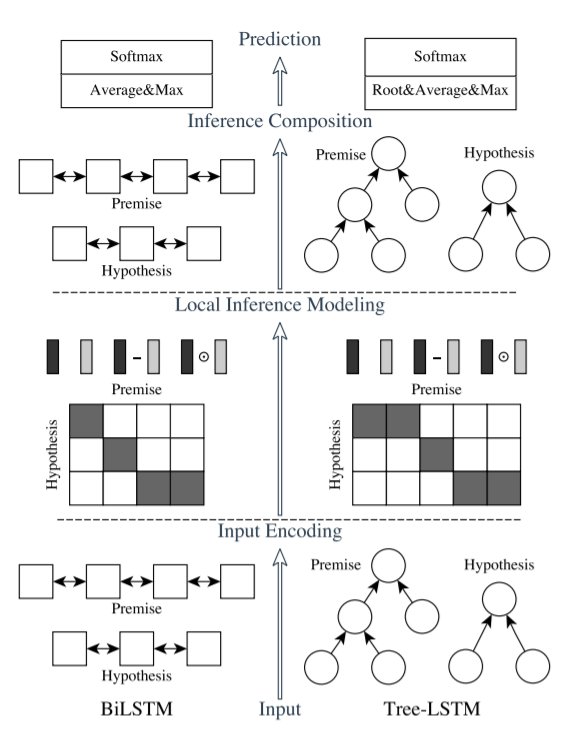 Prediction
Softmax
Average&Max
Softmax
Root&Average&Max
Inference Composition
Premise
Hypothesis
Premise
Hypothesis
Local Inference Modeling
Premise
Hypothesis
Premise
Hypothesis
Input Encoding
Premise
Hypothesis
Premise
Hypothesis
BiLSTM
Input
Tree-LSTM